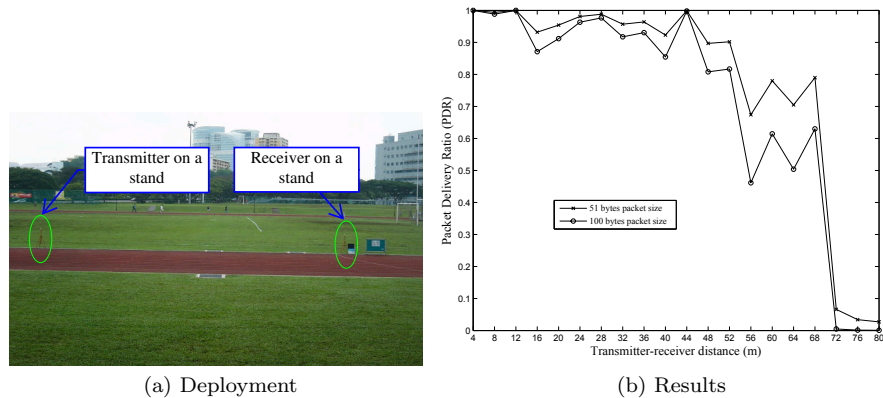 Transmitter on a
stand
Receiver on a
stand
(a) Deployment
Packet Delivery Ratio (PDR)
1
0.9
0.8
0.7
0.6
0.5
0.4
0.3
0.2
0.1
0
51 bytes packet size
100 bytes packet size
4 8 12 16 20 24 28 32 36 40 44 48 52 56 60 64 68 72 76 80
Transmitter-receiver distance (m)
(b) Results